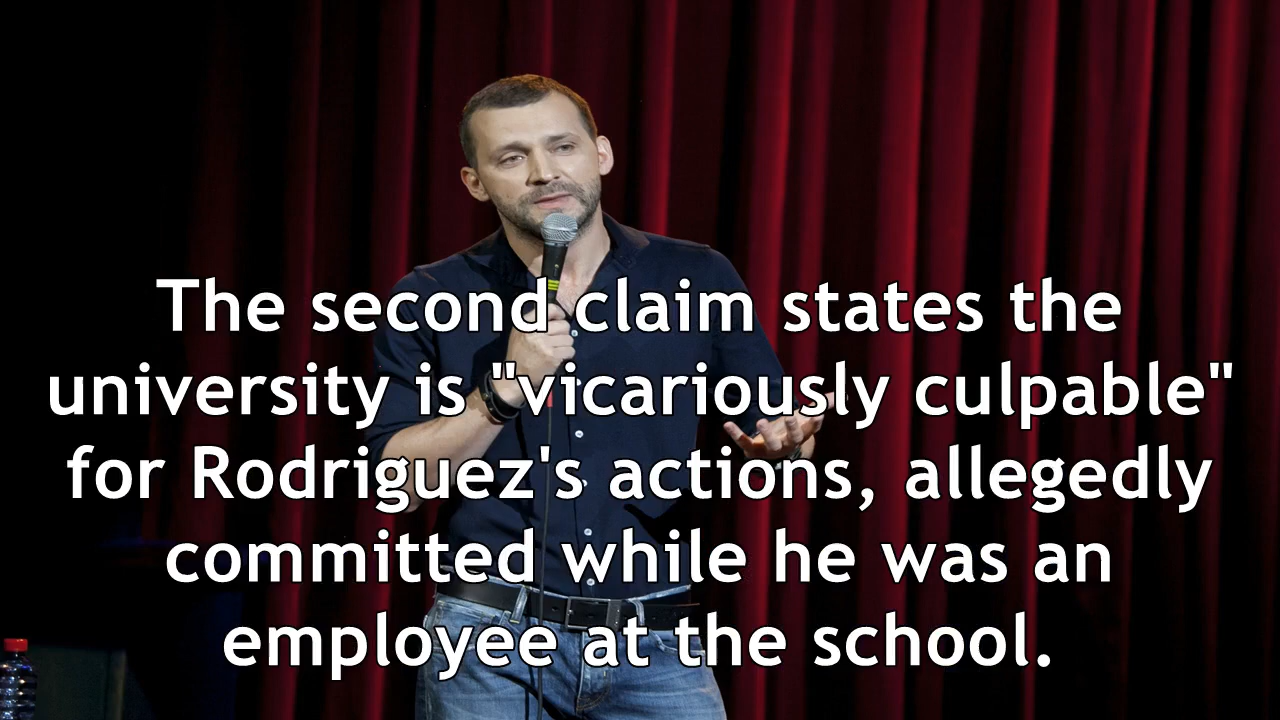 The second claim states the
university is "vicariously culpable"
for Rodriguez's actions, allegedly
committed while he was an
employee at the school.